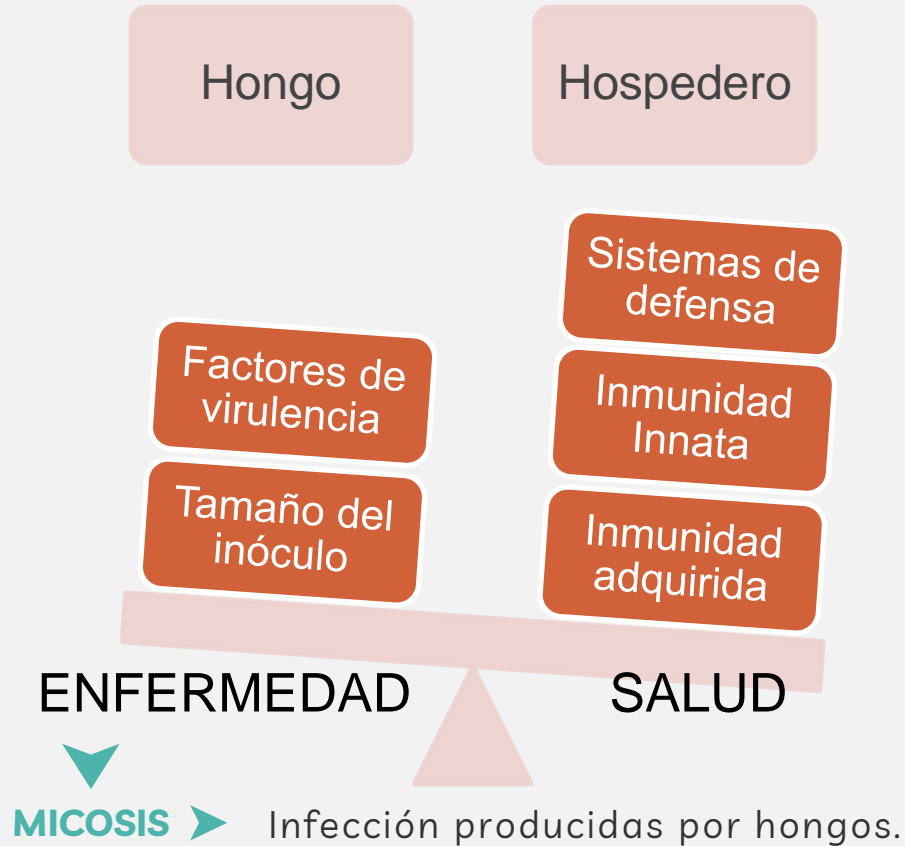 Hongo
Hospedero
Factores de
virulencia
Tamaño del
inóculo
Sistemas de
defensa
Inmunidad
Innata
Inmunidad
adquirida
ENFERMEDAD
SALUD
MICOSIS
Infección producidas por hongos.